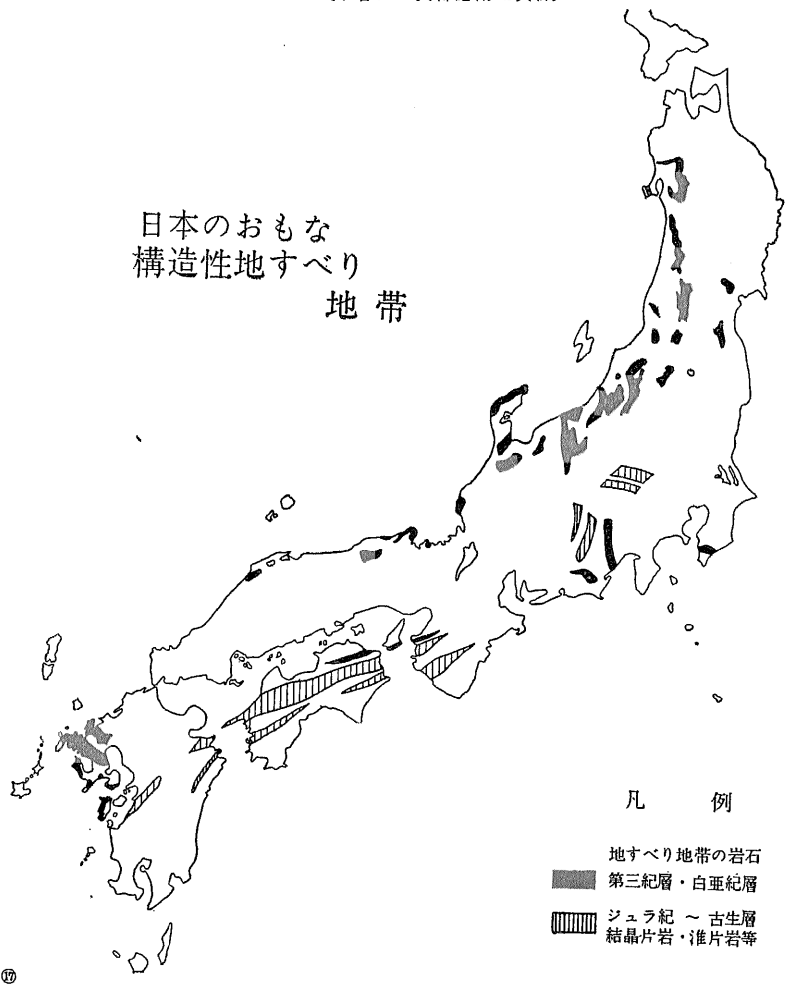 日本のおもな
構造性地すべり
地帯
凡例
地すべり地帯の岩石
第三紀層・白亜紀層
ジュラ紀 ～ 古生層
結晶片岩・准片岩等
⑰